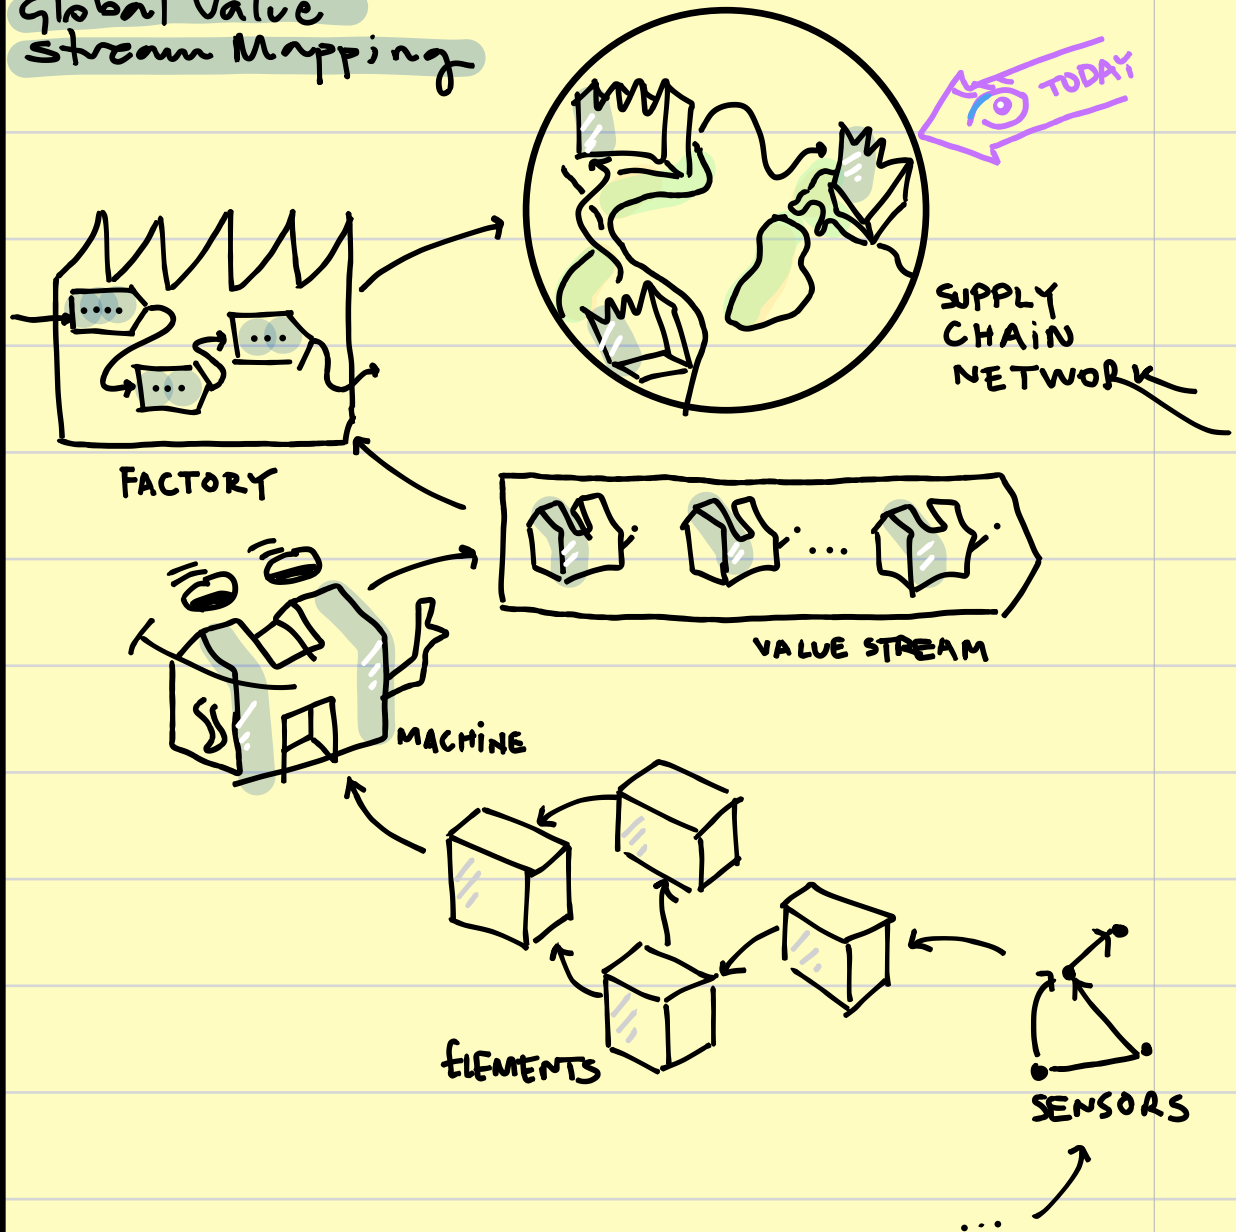 Global Value
Stream Mapping
TODAY
SUPPLY
CHAIN
NETWORK
FACTORY
VALUE STREAM
MACHINE
ELEMENTS
SENSORS
...